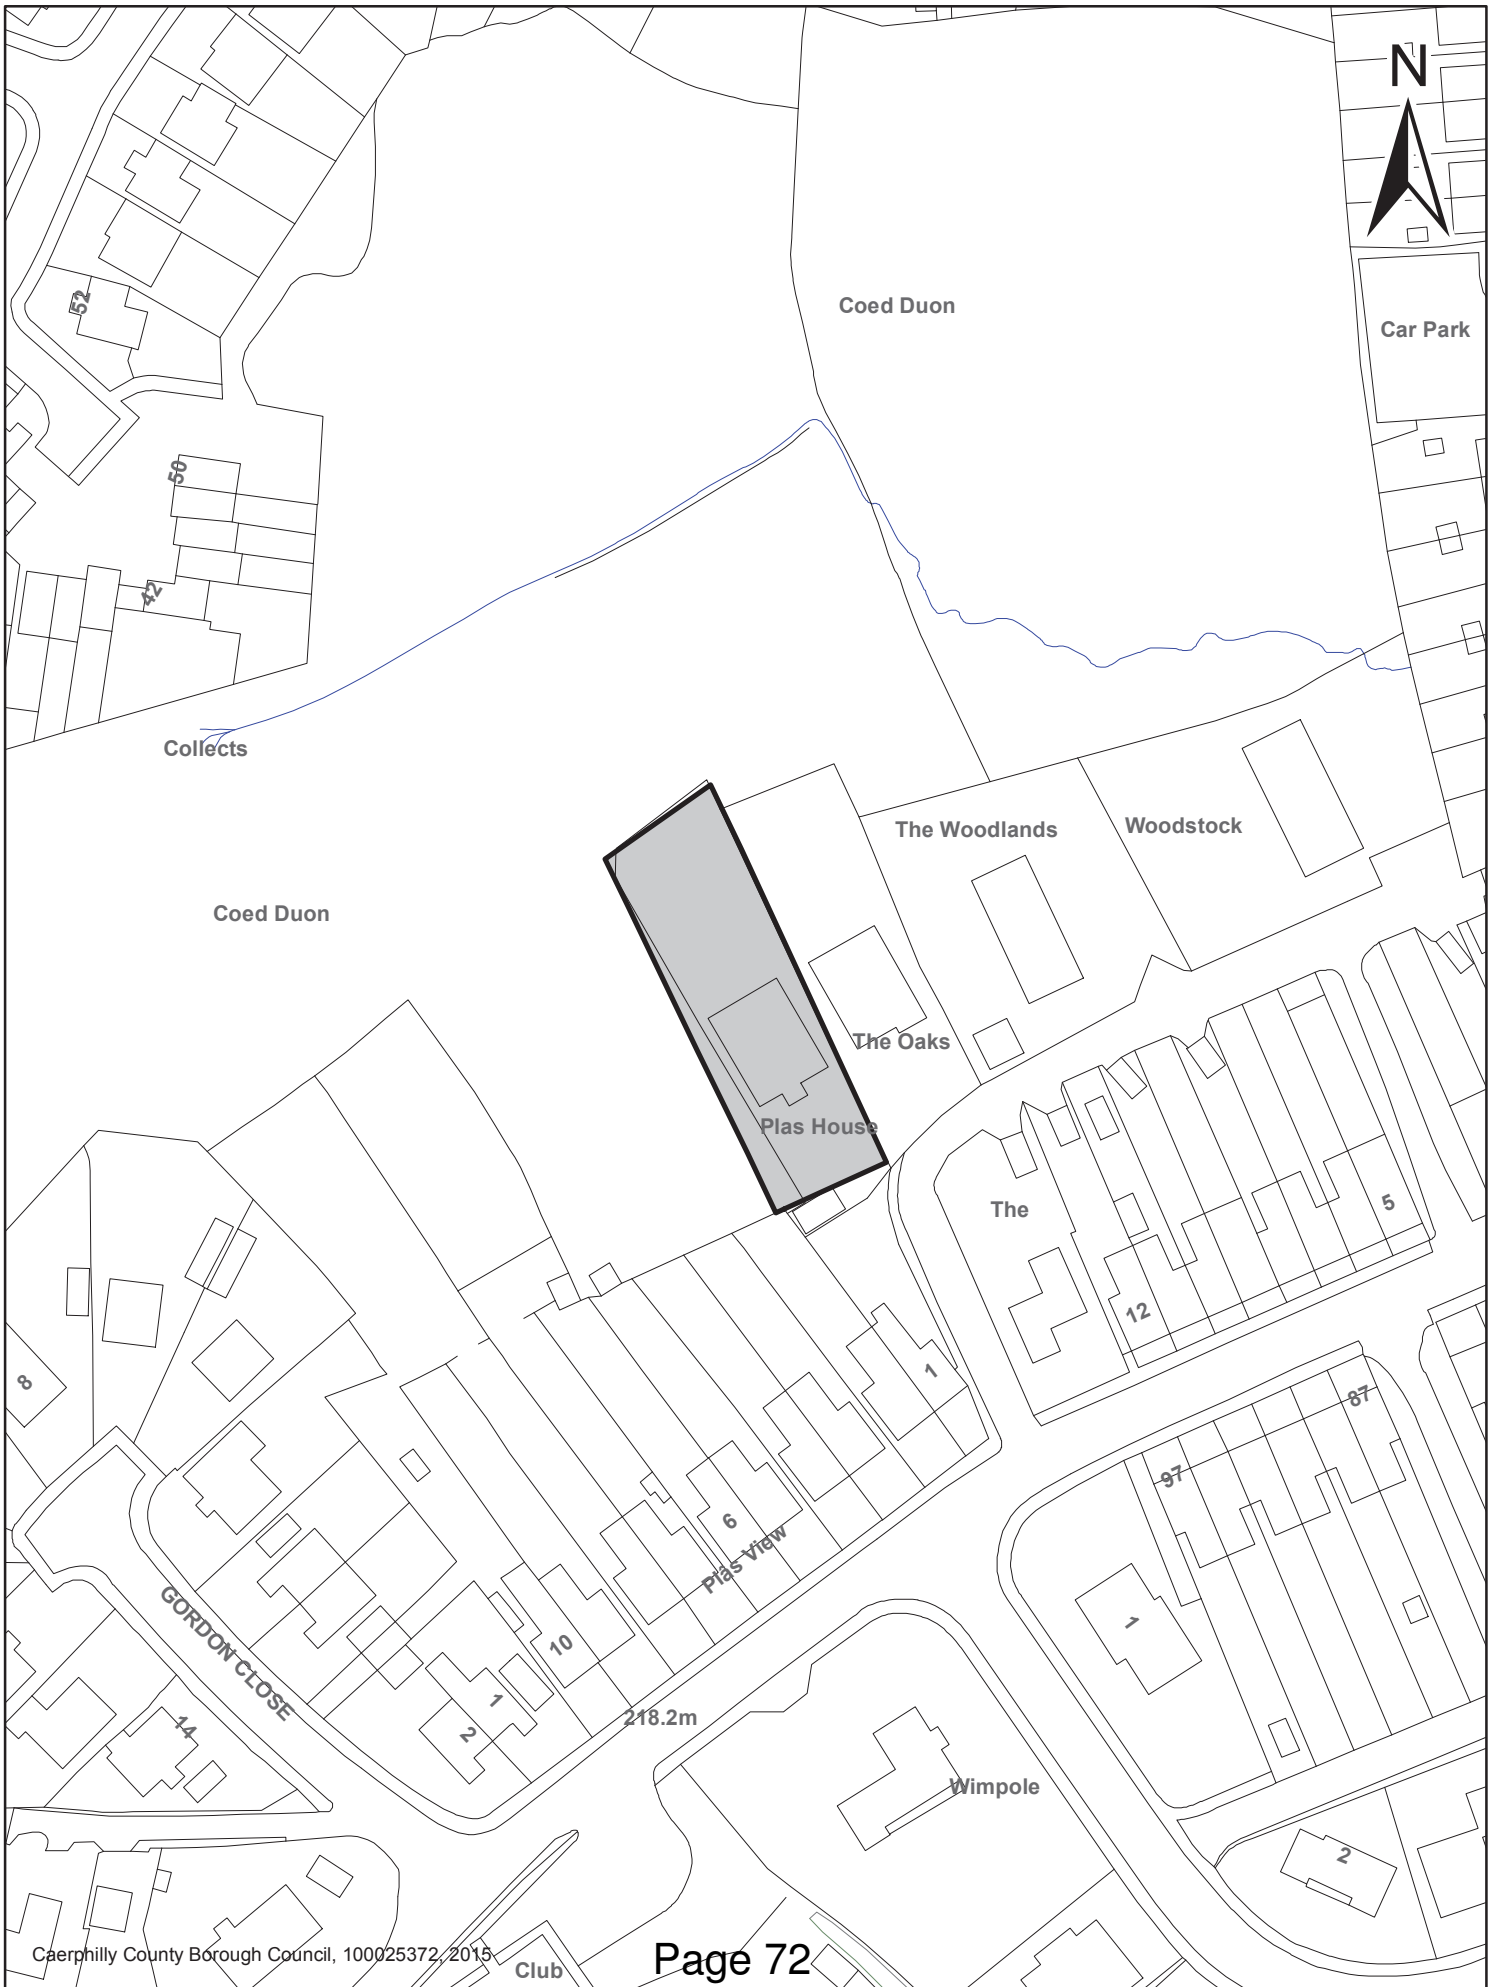 N
52
Coed Duon
Car Park
50
42
Collects
The Woodlands
Woodstock
Coed Duon
The Oaks
Plas House
The
5
12
1
8
87
97
6
Plas View
10
1
GORDON CLOSE
1
2
14
218.2m
Wimpole
2
Caerphilly County Borough Council, 100025372, 2015
Club
Page 72